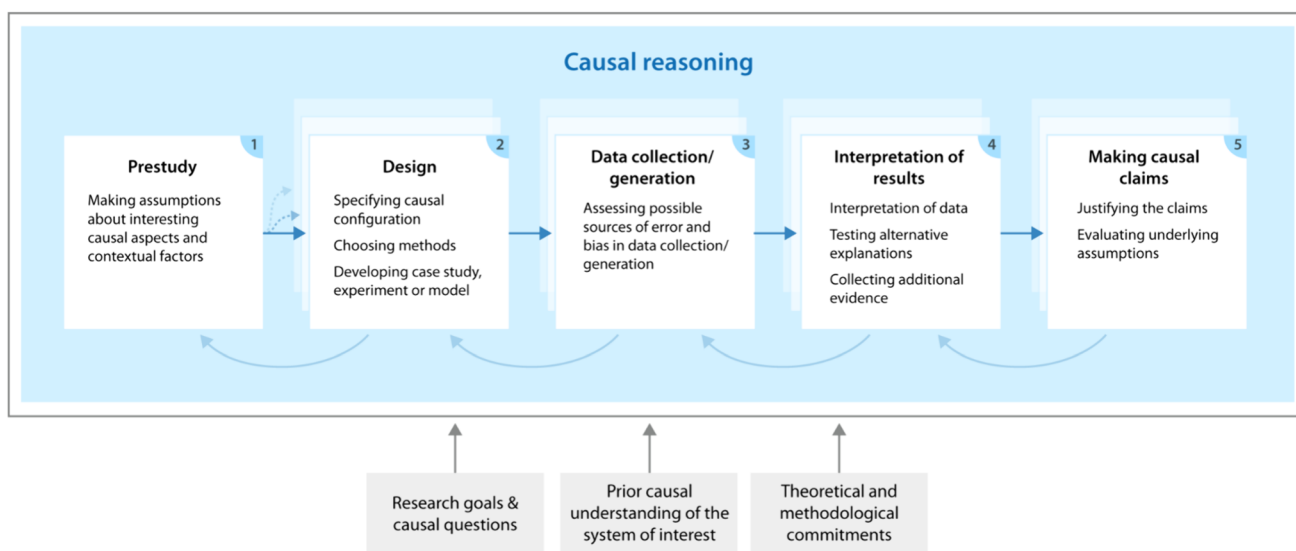 Causal reasoning
1
Prestudy
Making assumptions
about interesting
causal aspects and
contextual factors
2
Design
Specifying causal
configuration
Choosing methods
Developing case study,
experiment or model
3
Data collection/
generation
Assessing possible
sources of error and
bias in data collection/
generation
4
Interpretation of
results
Interpretation of data
Testing alternative
explanations
Collecting additional
evidence
5
Making causal
claims
Justifying the claims
Evaluating underlying
assumptions
Research goals &
causal questions
Prior causal
understanding of the
system of interest
Theoretical and
methodological
commitments